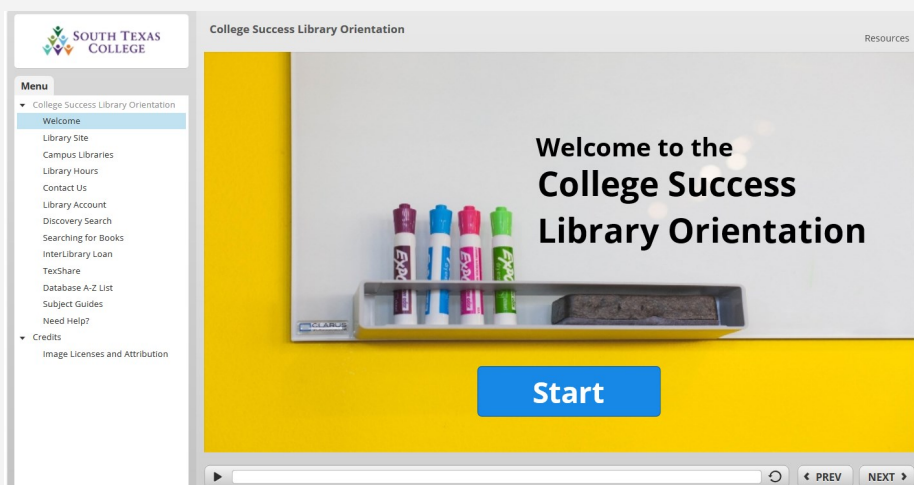 SOUTH TEXAS
COLLEGE
College Success Library Orientation
Resources
Menu
College Success Library Orientation
Welcome
Library Site
Campus Libraries
Library Hours
Contact Us
Library Account
Discovery Search
Searching for Books
InterLibrary Loan
TexShare
Database A-Z List
Subject Guides
Need Help?
Credits
Image Licenses and Attribution
Welcome to the
College Success
Library Orientation
EXPO EXPO EXPO EXPO
CLARUS
Start
PREV
NEXT